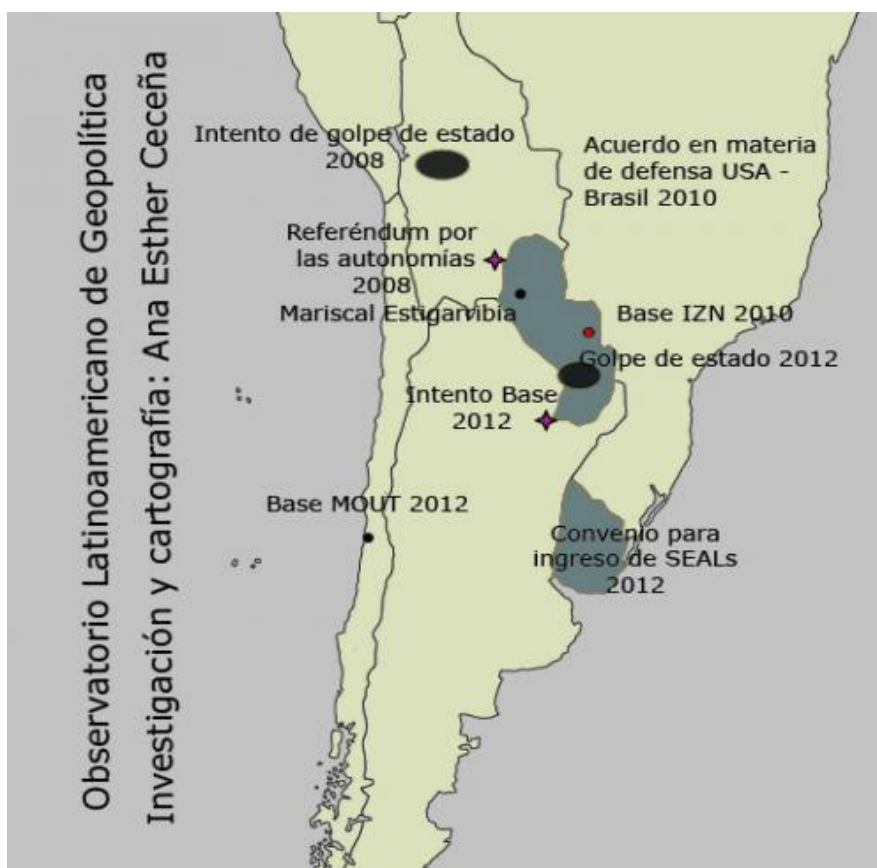 Observatorio Latinoamericano de Geopolítica
Investigación y cartografía: Ana Esther Ceceña
Intento de golpe de estado
2008
Acuerdo en materia
de defensa USA -
Brasil 2010
Referéndum por
las autonomías
2008
Mariscal Estigarribia
Base IZN 2010
Golpe de estado 2012
Intento Base
2012
Base MOUT 2012
Convenio para
ingreso de SEALs
2012